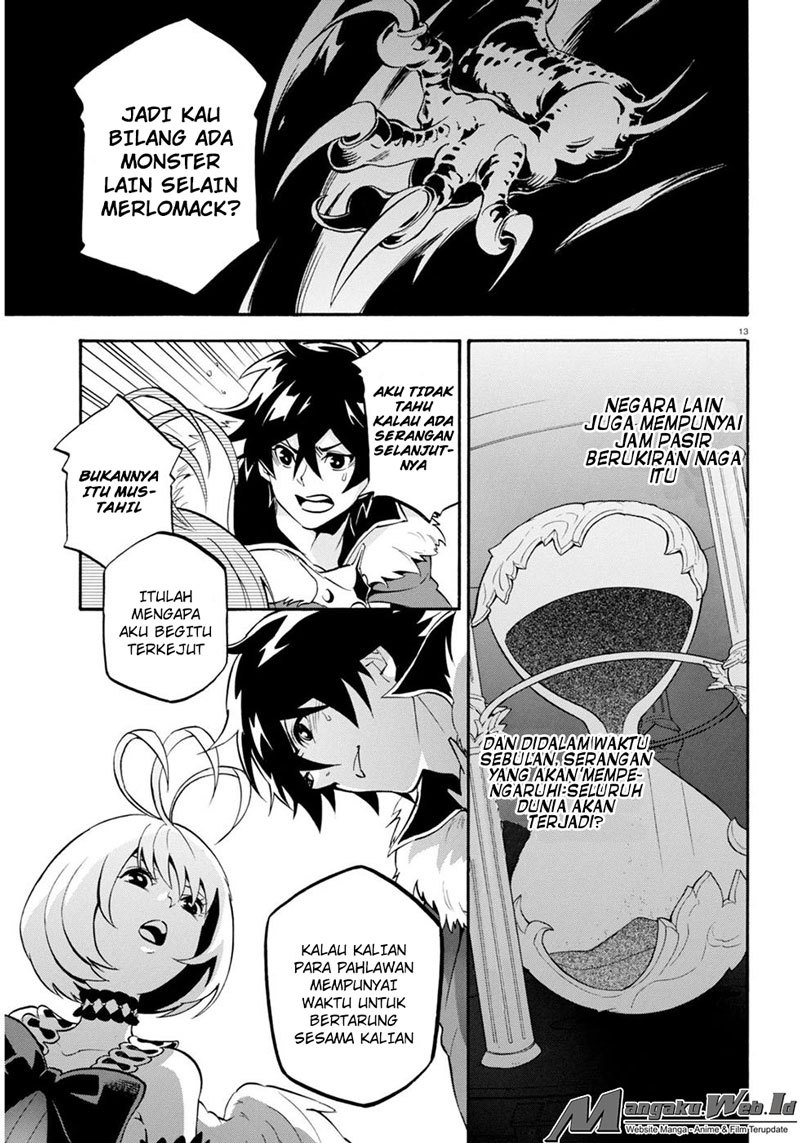 JADI KAU
BILANG ADA
MONSTER
LAIN SELAIN
MERLOMACK?
13
NEGARA LAIN
JUGA MEMPUNYAI
JAM PASIR
BERUKIRAN NAGA
ITU
DAN DIDALAM WAKTU
SEBULAN, SERANGAN
YANG AKAN MEMPE-
NGARUHI SELURUH
DUNIA AKAN
TERJADI?
AKU TIDAK
TAHU
KALAU ADA
SERANGAN
SELANJUT-
NYA
BUKANNYA
ITU MUS-
TAHIL
ITULAH
MENGAPA
AKU BEGITU
TERKEJUT
KALAU KALIAN
PARA PAHLAWAN
MEMPUNYAI
WAKTU UNTUK
BERTARUNG
SESAMA KALIAN
Mangaku.Web.Id
Website Manga - Anime & Film Terupdate